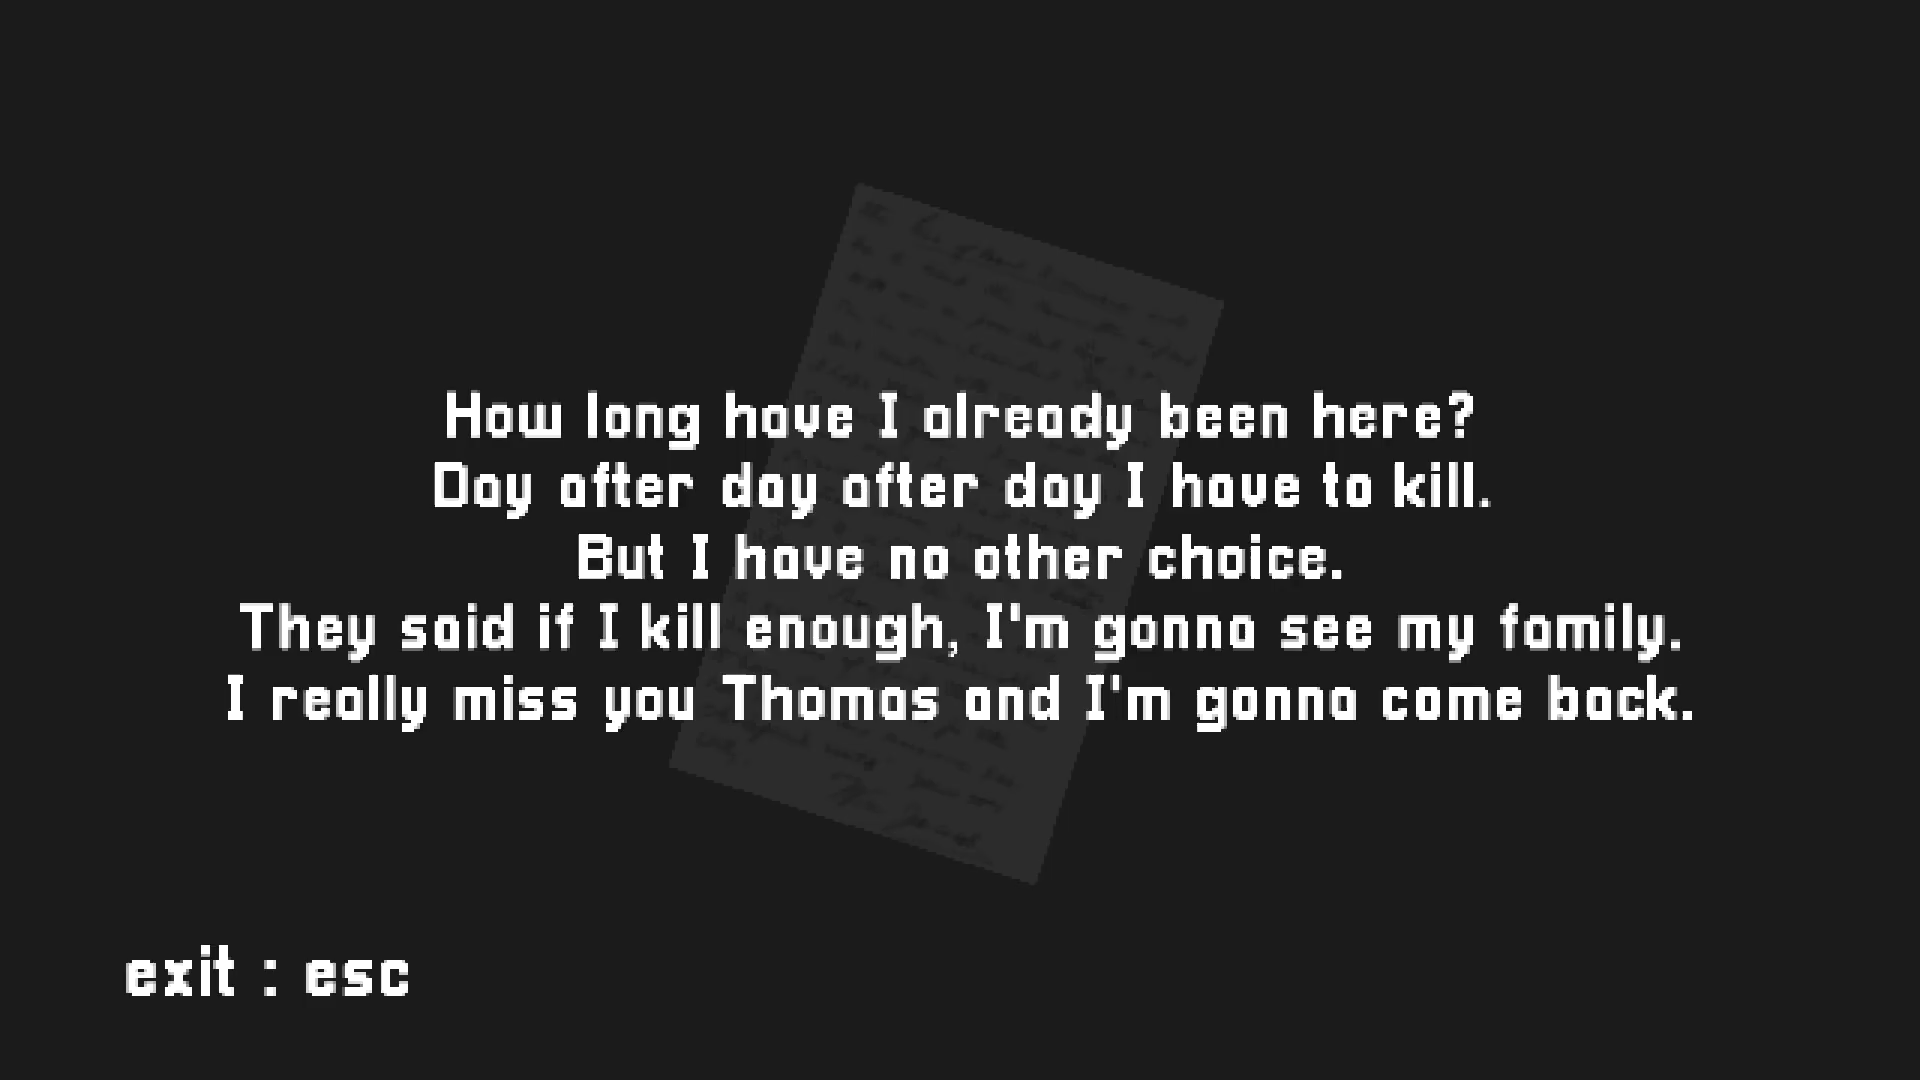 How long have I already been here?
Day after day after day I have to kill.
But I have no other choice.
They said if I kill enough, I'm gonna see my family.
I really miss you Thomas and I'm gonna come back.
exit : esc